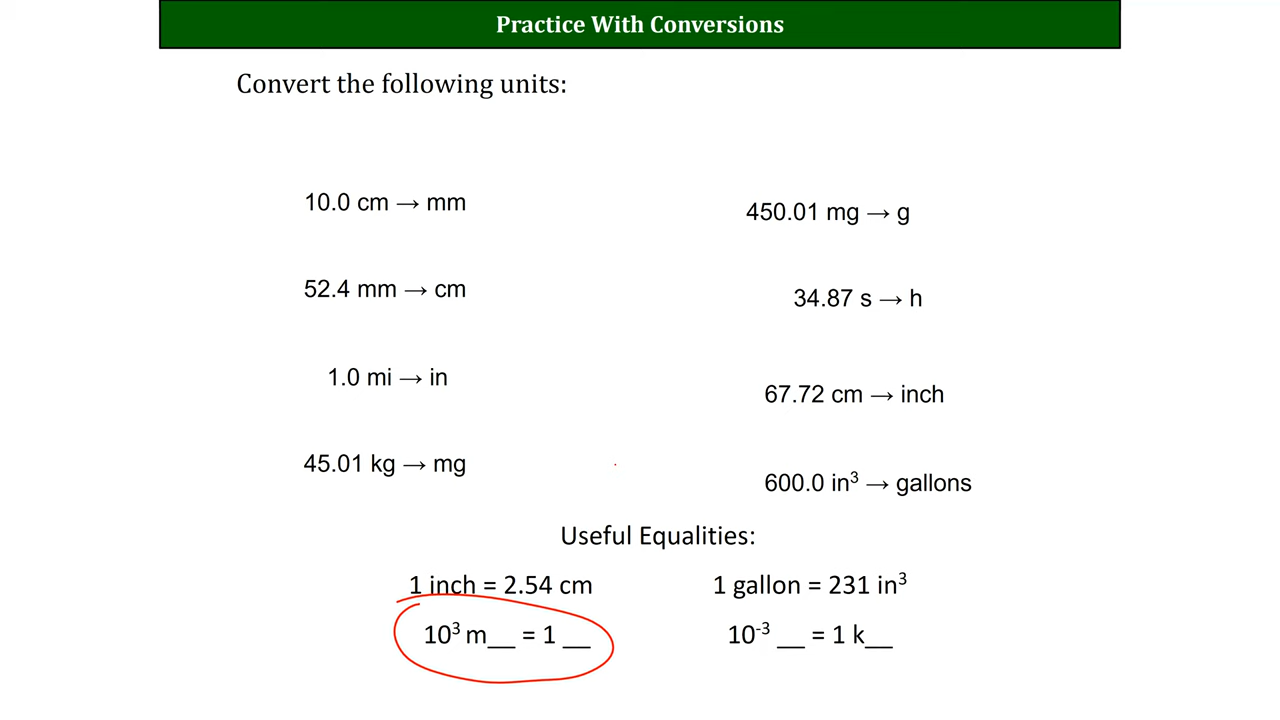 Practice With Conversions
Convert the following units:
10.0 cm → mm
52.4 mm → cm
1.0 mi → in
45.01 kg → mg
450.01 mg → g
34.87 s → h
67.72 cm → inch
600.0 in³ → gallons
Useful Equalities:
1 inch = 2.54 cm
10³ m__ = 1 __
1 gallon = 231 in³
10⁻³ __ = 1 k__